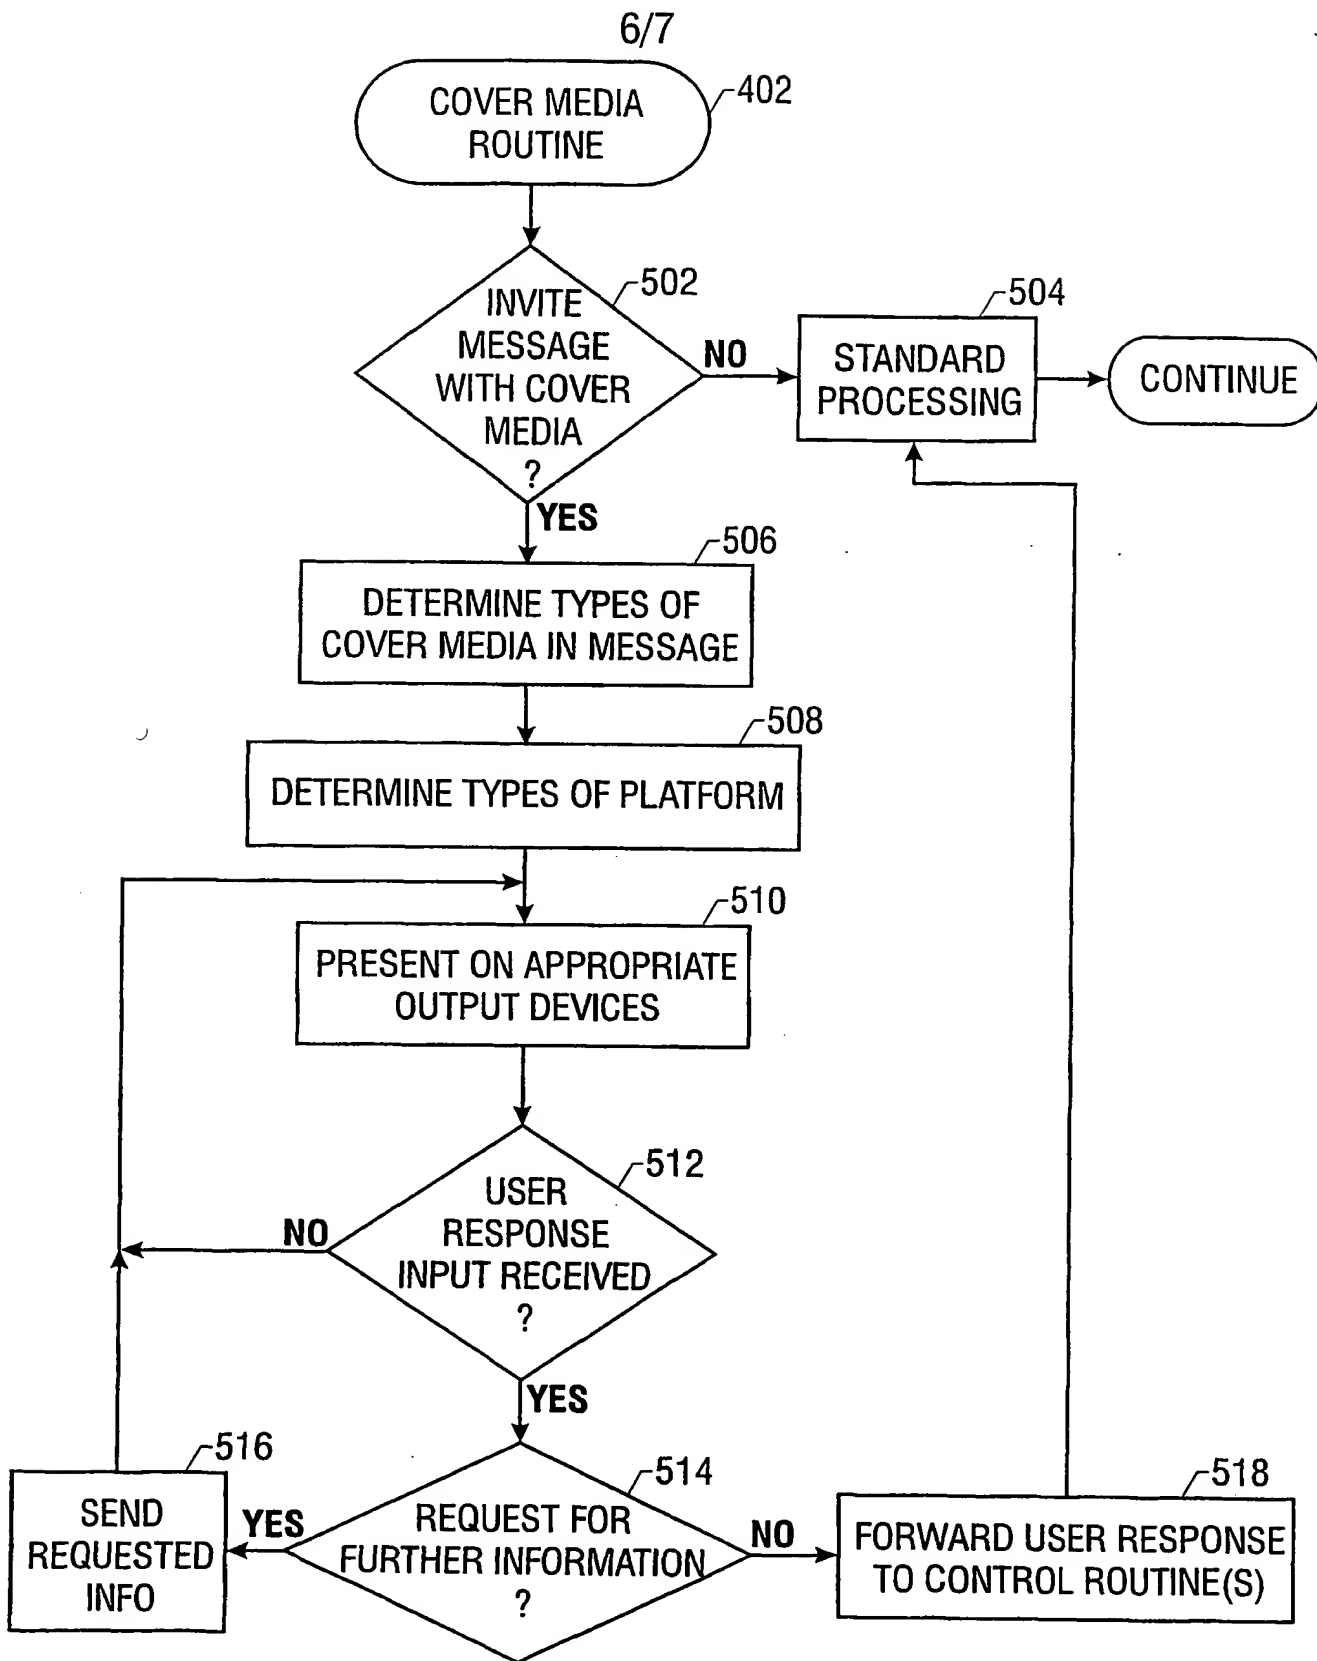 6/7
COVER MEDIA
ROUTINE
402
INVITE
MESSAGE
WITH COVER
MEDIA
?
502
NO
STANDARD
PROCESSING
504
CONTINUE
YES
506
DETERMINE TYPES OF
COVER MEDIA IN MESSAGE
508
DETERMINE TYPES OF PLATFORM
510
PRESENT ON APPROPRIATE
OUTPUT DEVICES
512
USER
RESPONSE
INPUT RECEIVED
?
NO
YES
514
REQUEST FOR
FURTHER INFORMATION
?
YES
516
SEND
REQUESTED
INFO
NO
518
FORWARD USER RESPONSE
TO CONTROL ROUTINE(S)